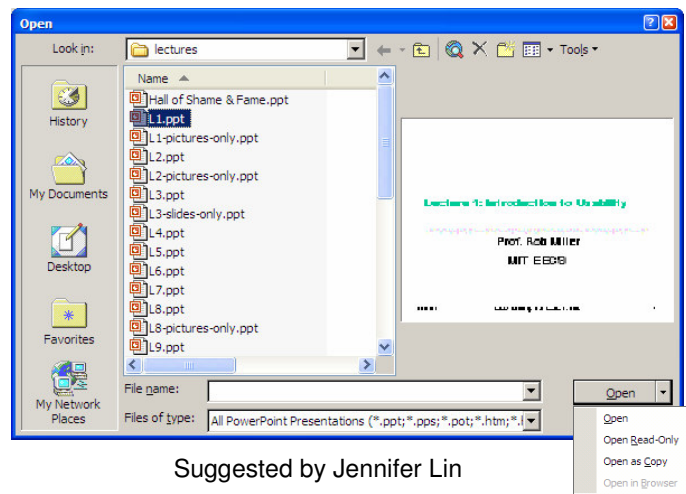 Open
Look in:
lectures
Tools
Name
Hall of Shame & Fame.ppt
L1.ppt
L1-pictures-only.ppt
L2.ppt
L2-pictures-only.ppt
L3.ppt
L3-slides-only.ppt
L4.ppt
L5.ppt
L6.ppt
L7.ppt
L8.ppt
L8-pictures-only.ppt
L9.ppt
History
My Documents
Desktop
Favorites
My Network
Places
Lecture 1: Introduction to Usability
Prof. Rob Miller
MIT EECS
File name:
Open
Files of type:
All PowerPoint Presentations (*.ppt;*.pps;*.pot;*.htm;*.
Open
Open Read-Only
Open as Copy
Open in Browser
Suggested by Jennifer Lin